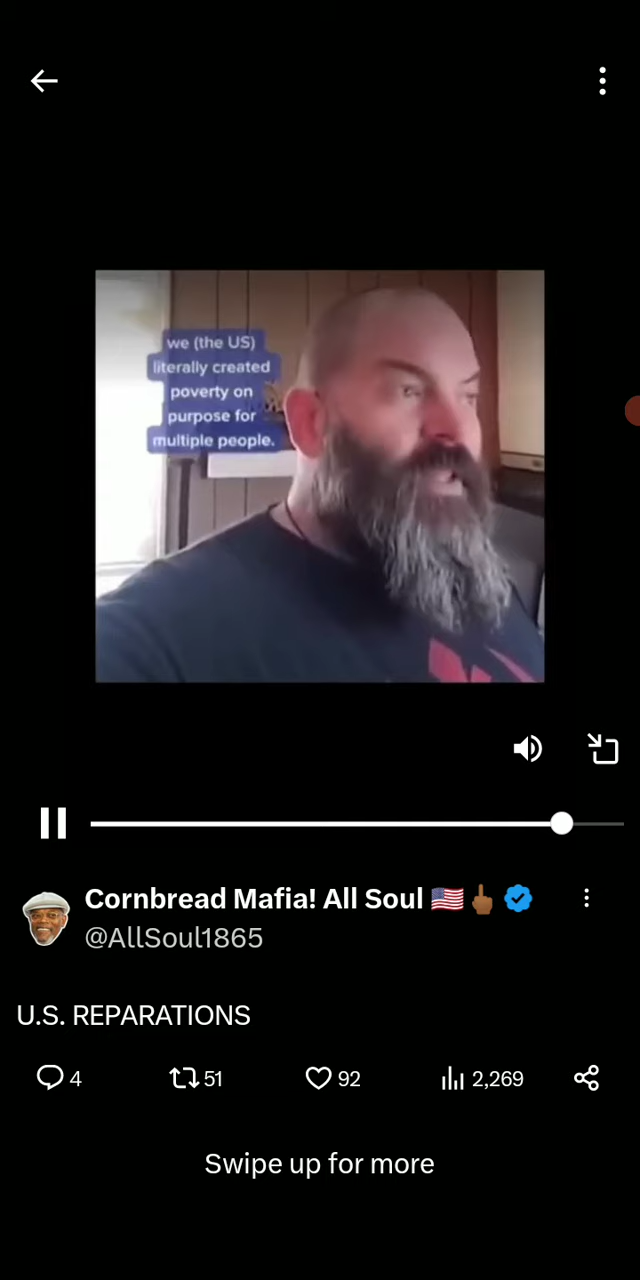 we (the US)
literally created
poverty on
purpose for
multiple people.
Cornbread Mafia! All Soul 🇺🇸🖕🏾
@AllSoul1865
U.S. REPARATIONS
4 51 92 2,269
Swipe up for more